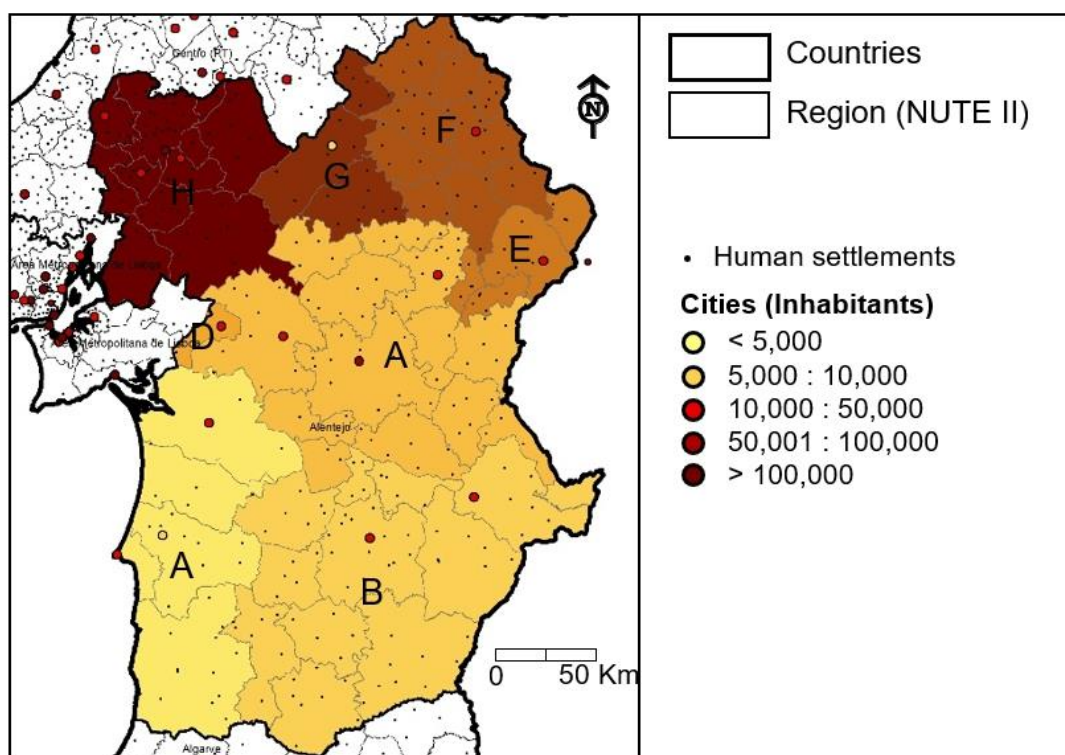 Centro (PT)
N
F
G
H
E
Área Metropolitana de Lisboa
D
Área Metropolitana de Lisboa
A
Alentejo
A
B
0 50 Km
Algarve
Countries
Region (NUTE II)
Human settlements
Cities (Inhabitants)
< 5,000
5,000 : 10,000
10,000 : 50,000
50,001 : 100,000
> 100,000